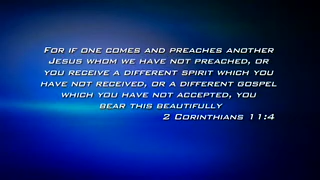 For if one comes and preaches another
Jesus whom we have not preached, or
you receive a different spirit which you
have not received, or a different gospel
which you have not accepted, you
bear this beautifully
2 Corinthians 11:4